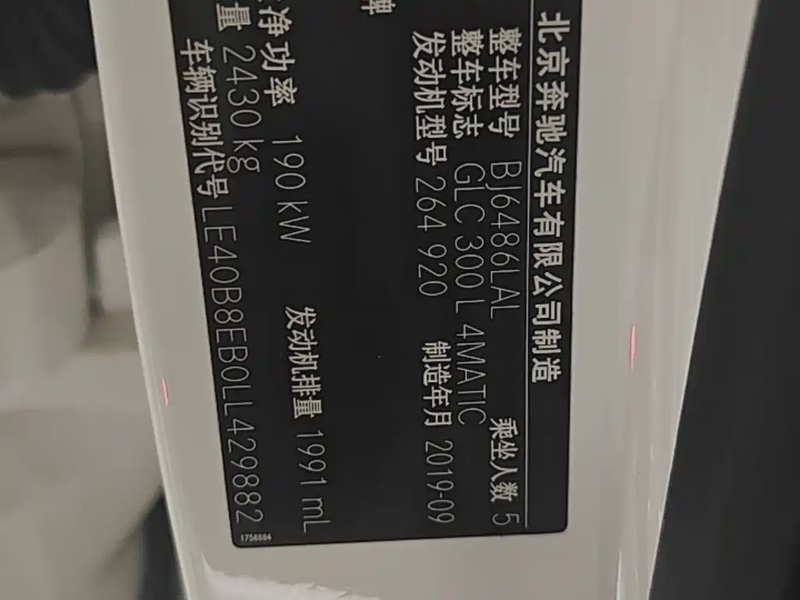 北京奔驰汽车有限公司制造
整车型号 BJ6486LAL 乘坐人数 5
整车标志 GLC 300 L 4MATIC
发动机型号 264 920 制造年月 2019-09
牌
净功率 190 kW 发动机排量 1991 mL
量 2430 kg
车辆识别代号 LE40B8EB0LL429882
1756684